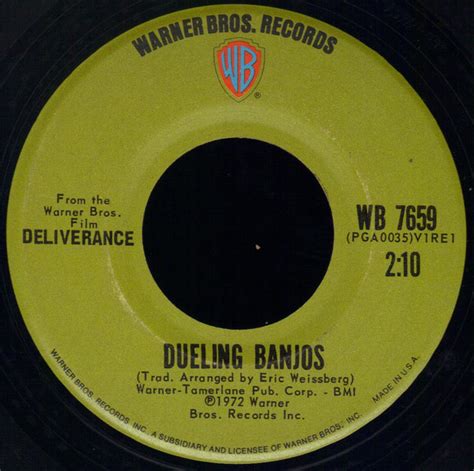 WARNER BROS. RECORDS
WB
®
From the
Warner Bros.
Film
DELIVERANCE
WB 7659
(PGA0035)V1RE1
2:10
DUELING BANJOS
(Trad. Arranged by Eric Weissberg)
Warner-Tamerlane Pub. Corp. - BMI
℗1972 Warner
Bros. Records Inc.
WARNER BROS. RECORDS INC. A SUBSIDIARY AND LICENSEE OF WARNER BROS. INC.
MADE IN U.S.A.